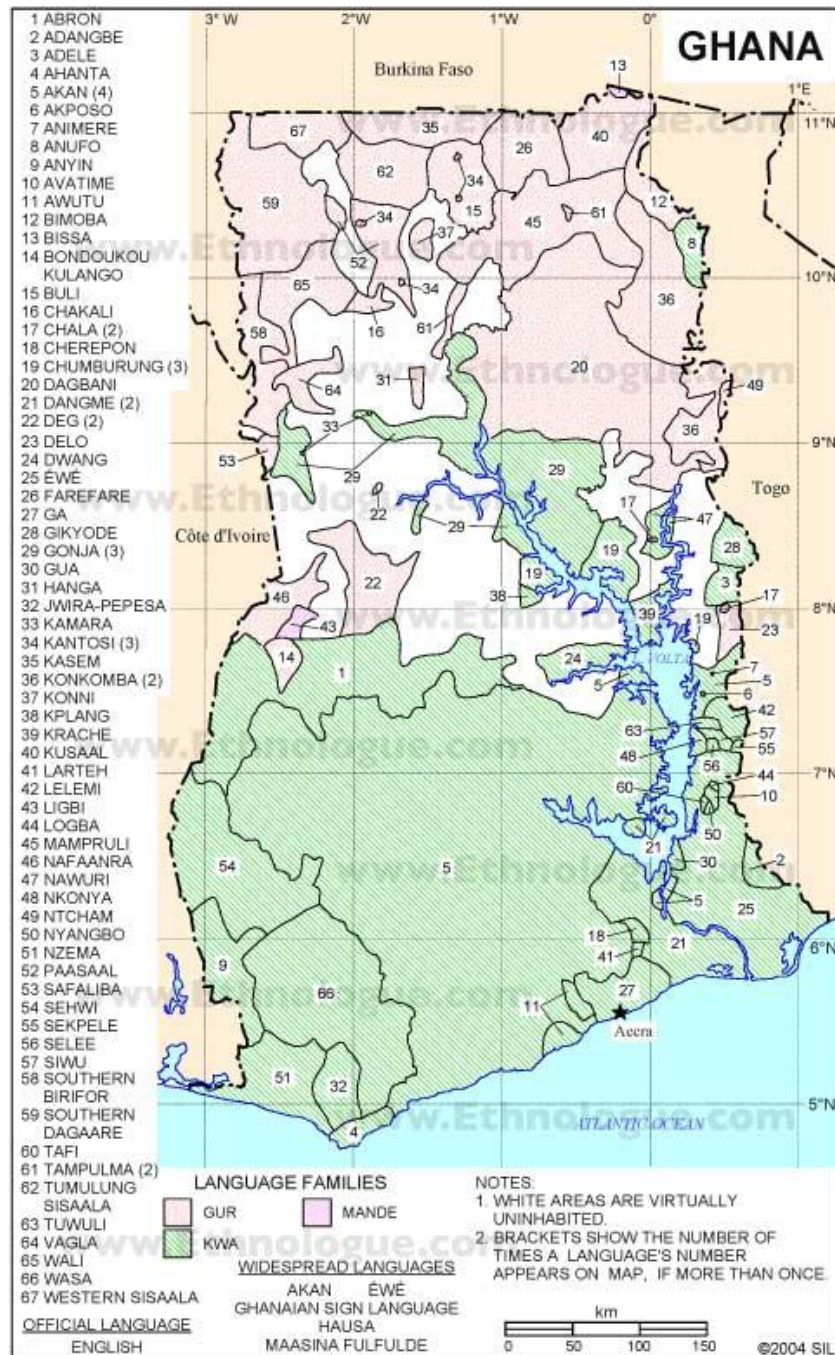 GHANA
3° W
2°W
1°W
0°
1°E
Burkina Faso
11°N
10°N
9°N
8°N
7°N
6°N
5°N
Togo
Côte d'Ivoire
L. VOLTA
Accra
ATLANTIC OCEAN
www.Ethnologue.com
1 ABRON
2 ADANGBE
3 ADELE
4 AHANTA
5 AKAN (4)
6 AKPOSO
7 ANIMERE
8 ANUFO
9 ANYIN
10 AVATIME
11 AWUTU
12 BIMOBA
13 BISSA
14 BONDOUKOU
KULANGO
15 BULI
16 CHAKALI
17 CHALA (2)
18 CHEREPON
19 CHUMBURUNG (3)
20 DAGBANI
21 DANGME (2)
22 DEG (2)
23 DELO
24 DWANG
25 ÉWÉ
26 FAREFARE
27 GA
28 GIKYODE
29 GONJA (3)
30 GUA
31 HANGA
32 JWIRA-PEPESA
33 KAMARA
34 KANTOSI (3)
35 KASEM
36 KONKOMBA (2)
37 KONNI
38 KPLANG
39 KRACHE
40 KUSAAL
41 LARTEH
42 LELEMI
43 LIGBI
44 LOGBA
45 MAMPRULI
46 NAFAANRA
47 NAWURI
48 NKONYA
49 NTCHAM
50 NYANGBO
51 NZEMA
52 PAASAAL
53 SAFALIBA
54 SEHWI
55 SEKPELE
56 SELEE
57 SIWU
58 SOUTHERN
BIRIFOR
59 SOUTHERN
DAGAARE
60 TAFI
61 TAMPULMA (2)
62 TUMULUNG
SISAALA
63 TUWULI
64 VAGLA
65 WALI
66 WASA
67 WESTERN SISAALA
OFFICIAL LANGUAGE
ENGLISH
LANGUAGE FAMILIES
GUR
MANDE
KWA
WIDESPREAD LANGUAGES
AKAN ÉWÉ
GHANAIAN SIGN LANGUAGE
HAUSA
MAASINA FULFULDE
NOTES:
1. WHITE AREAS ARE VIRTUALLY
UNINHABITED.
2. BRACKETS SHOW THE NUMBER OF
TIMES A LANGUAGE'S NUMBER
APPEARS ON MAP, IF MORE THAN ONCE.
km
0 50 100 150
©2004 SIL